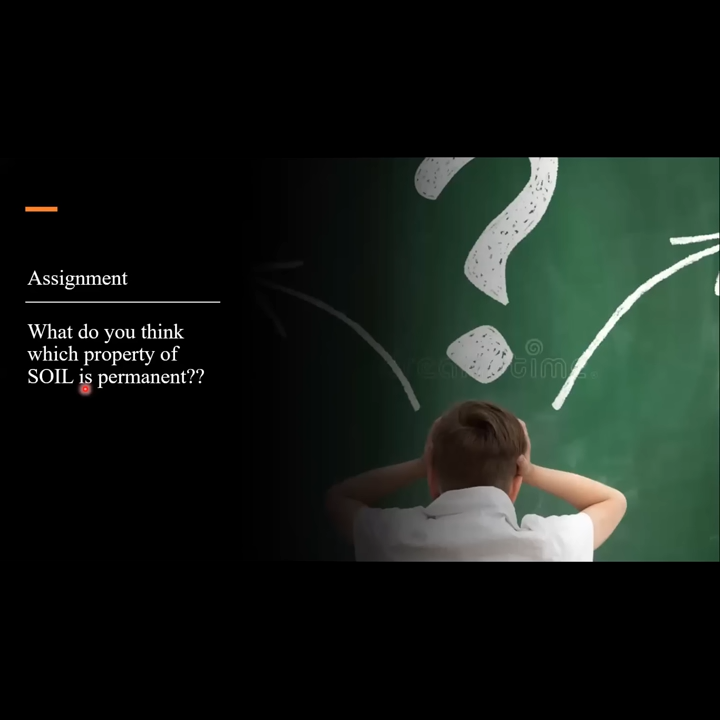 Assignment
What do you think
which property of
SOIL is permanent??